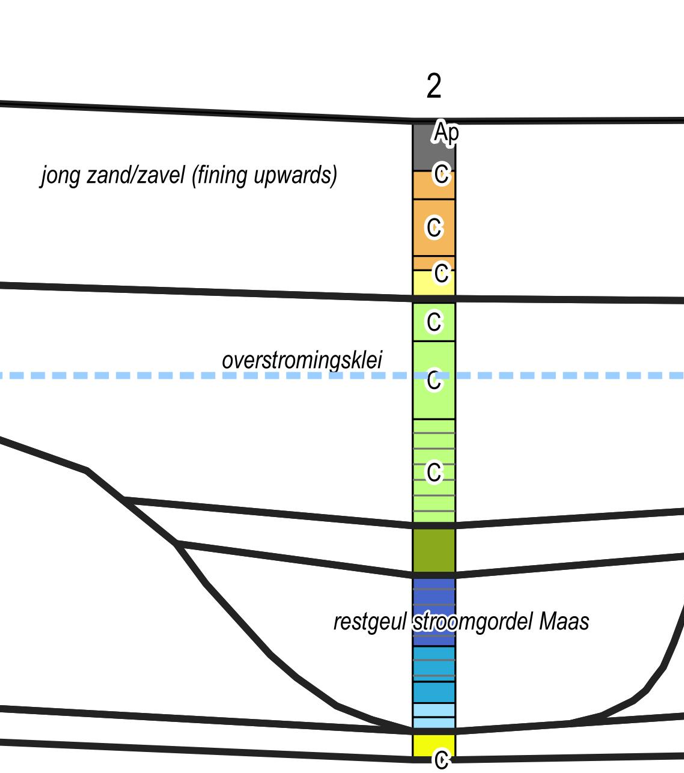 2
Ap
jong zand/zavel (fining upwards)
C
C
C
C
overstromingsklei
C
C
restgeul stroomgordel Maas
C